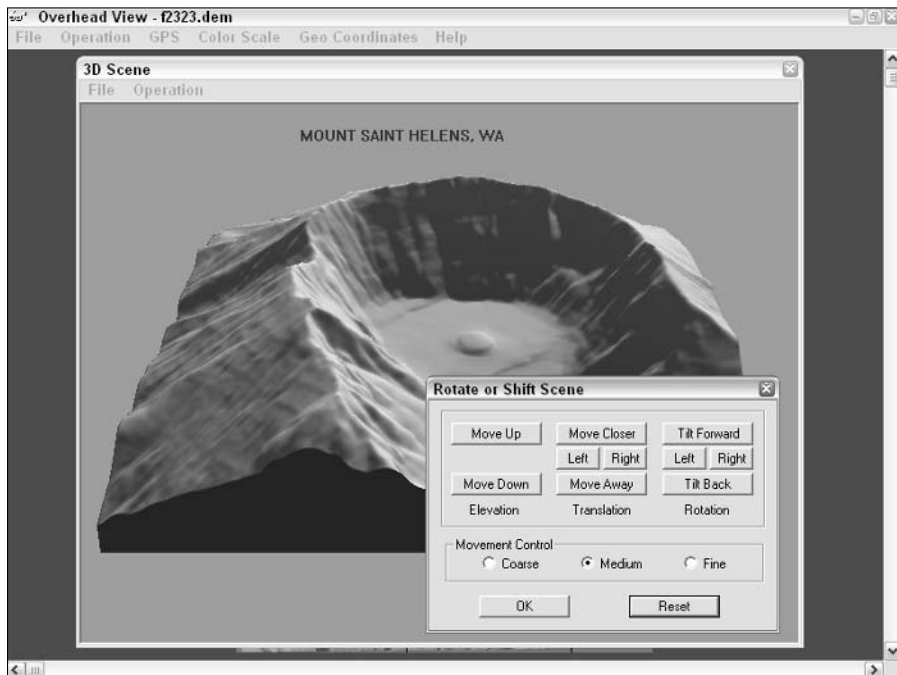 Overhead View - f2323.dem
File Operation GPS Color Scale Geo Coordinates Help
3D Scene
File Operation
MOUNT SAINT HELENS, WA
Rotate or Shift Scene
Move Up Move Closer Tilt Forward
Left Right Left Right
Move Down Move Away Tilt Back
Elevation Translation Rotation
Movement Control
Coarse Medium Fine
OK Reset